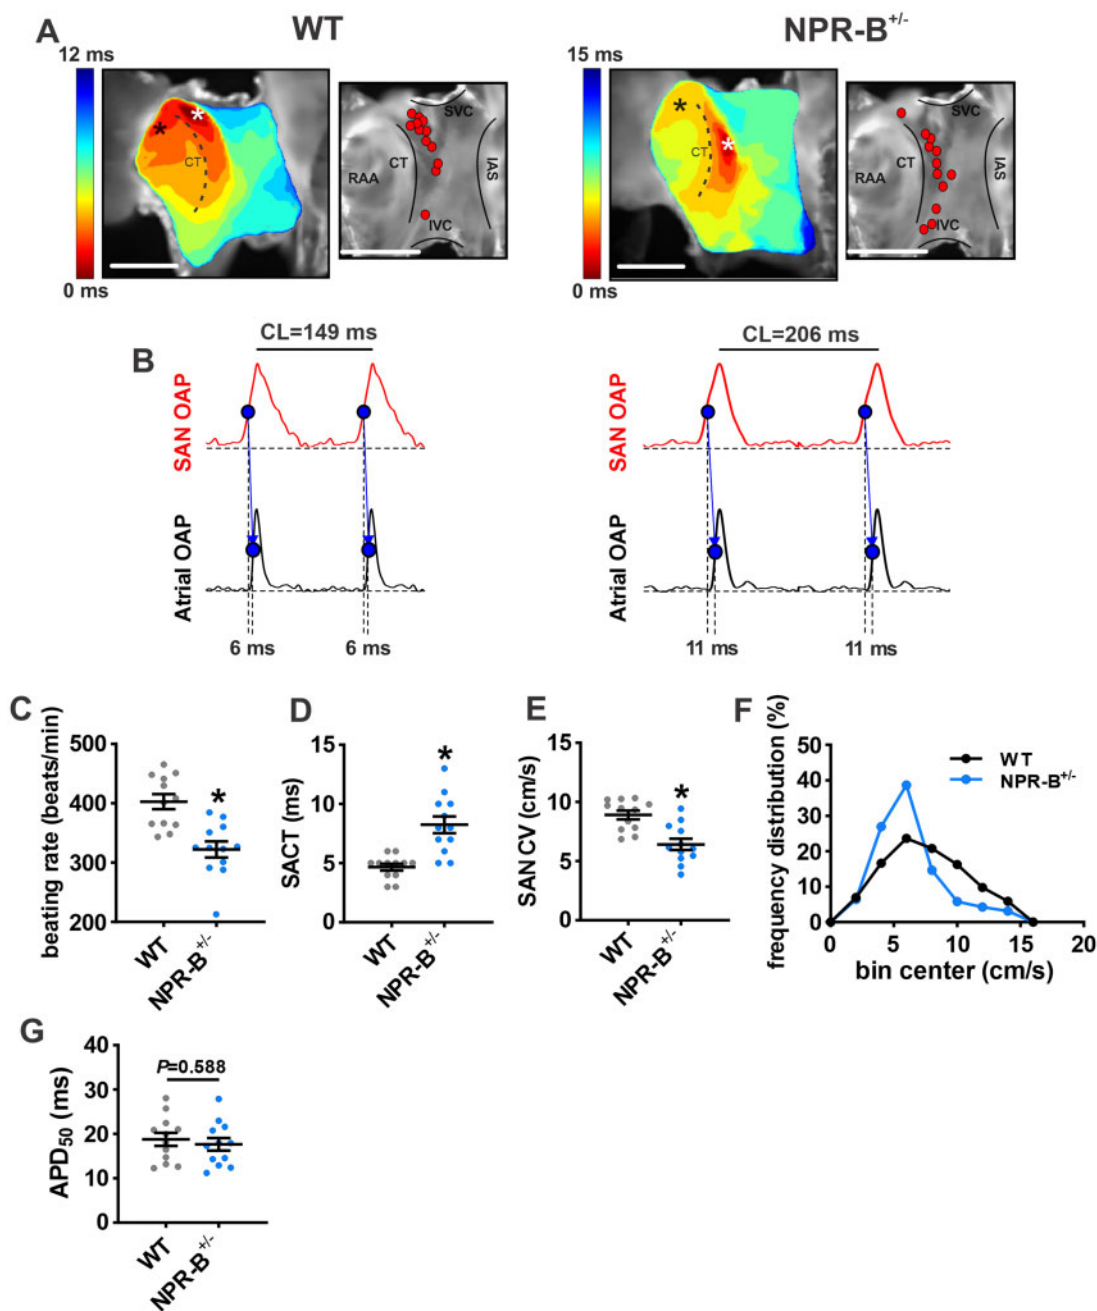 A
WT
NPR-B+/-
12 ms
0 ms
*
*
CT
SVC
CT
RAA
IAS
IVC
15 ms
0 ms
*
*
CT
SVC
CT
RAA
IAS
IVC
B
CL=149 ms
CL=206 ms
SAN OAP
SAN OAP
Atrial OAP
Atrial OAP
6 ms 6 ms
11 ms 11 ms
C
beating rate (beats/min)
500
400
300
200
*
WT
NPR-B+/-
D
SACT (ms)
15
10
5
0
*
WT
NPR-B+/-
E
SAN CV (cm/s)
15
10
5
0
*
WT
NPR-B+/-
F
frequency distribution (%)
50
40
30
20
10
0
WT
NPR-B+/-
0 5 10 15 20
bin center (cm/s)
G
APD50 (ms)
40
30
20
10
0
P=0.588
WT
NPR-B+/-